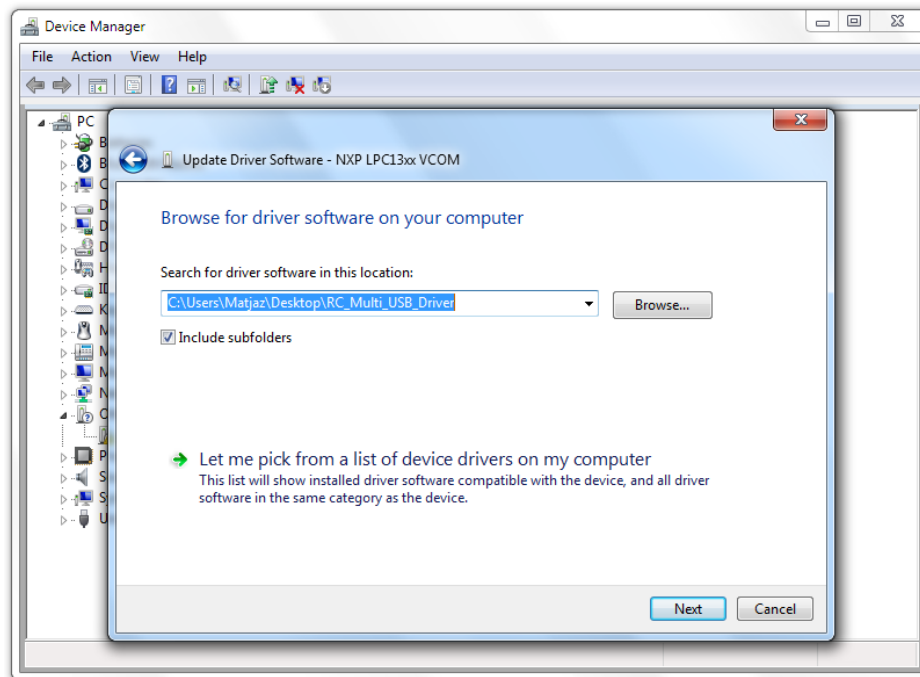 Device Manager
File Action View Help
PC
B
B
C
D
D
D
H
ID
K
M
M
M
N
O
P
S
Sy
U
Update Driver Software - NXP LPC13xx VCOM
Browse for driver software on your computer
Search for driver software in this location:
C:\Users\Matjaz\Desktop\RC_Multi_USB_Driver
Browse...
Include subfolders
Let me pick from a list of device drivers on my computer
This list will show installed driver software compatible with the device, and all driver
software in the same category as the device.
Next Cancel